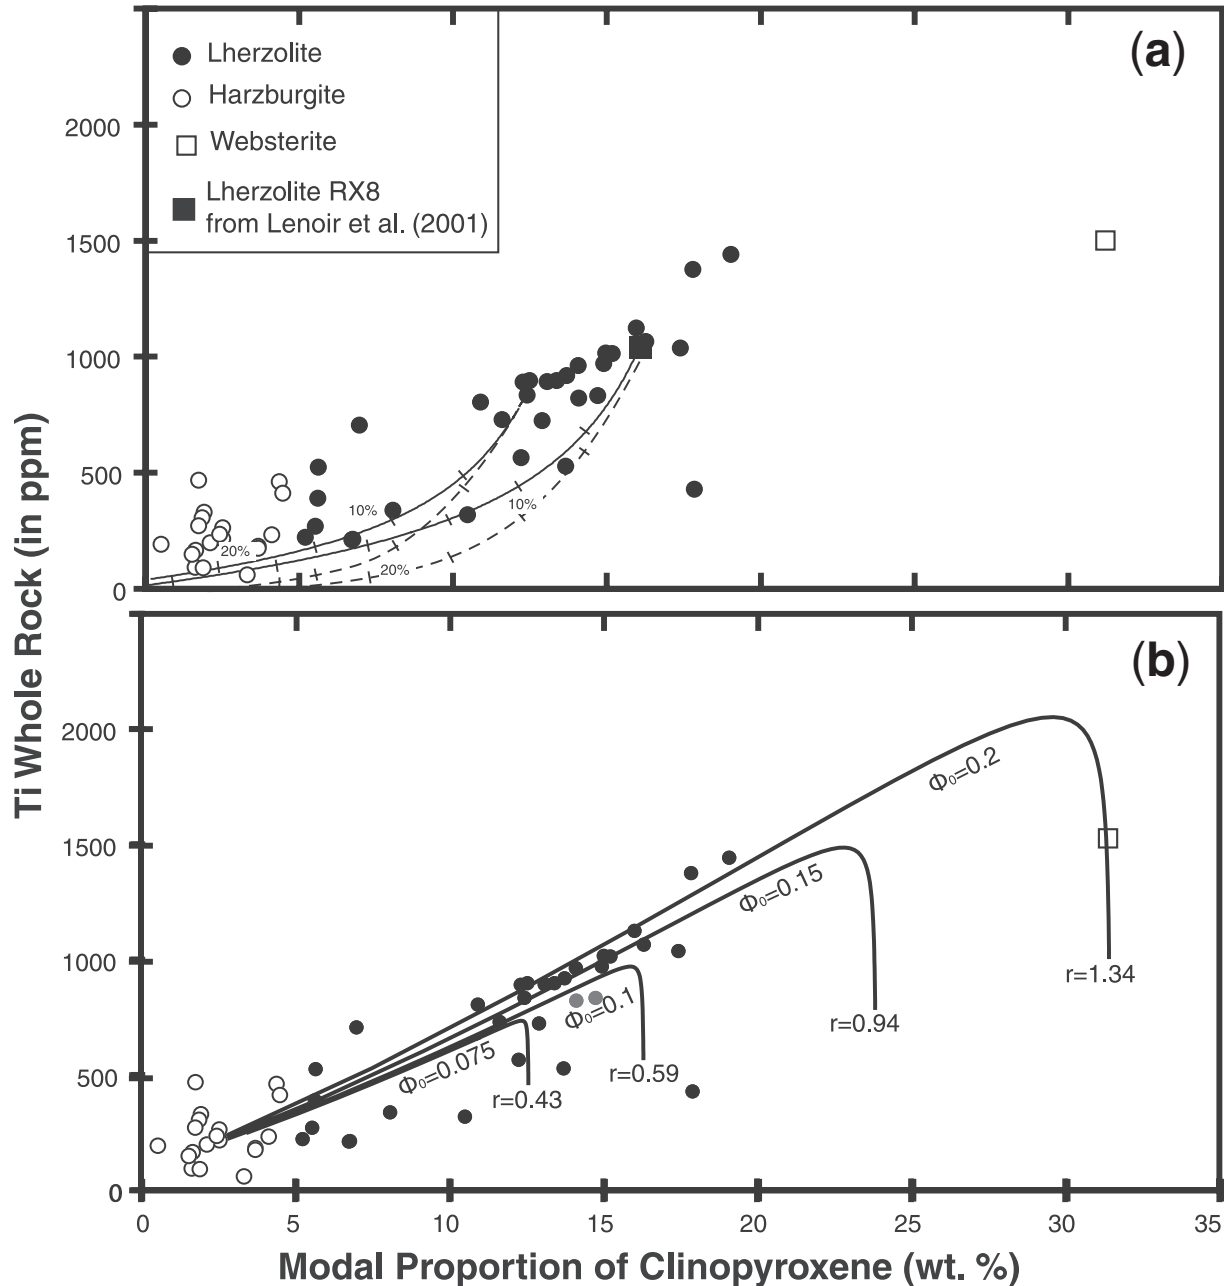 (a)
Lherzolite
Harzburgite
Websterite
Lherzolite RX8
from Lenoir et al. (2001)
2000
1500
1000
500
0
10%
10%
20%
20%
Ti Whole Rock (in ppm)
(b)
2000
1500
1000
500
0
Φ₀=0.2
Φ₀=0.15
Φ₀=0.1
Φ₀=0.075
r=1.34
r=0.94
r=0.59
r=0.43
0 5 10 15 20 25 30 35
Modal Proportion of Clinopyroxene (wt. %)